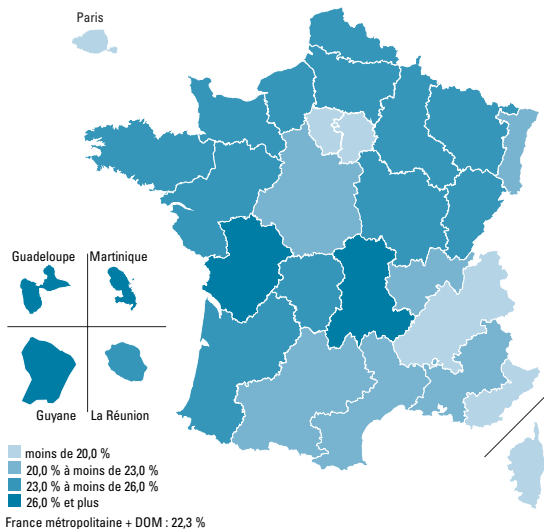 Paris
Guadeloupe
Martinique
Guyane
La Réunion
moins de 20,0 %
20,0 % à moins de 23,0 %
23,0 % à moins de 26,0 %
26,0 % et plus
France métropolitaine + DOM : 22,3 %